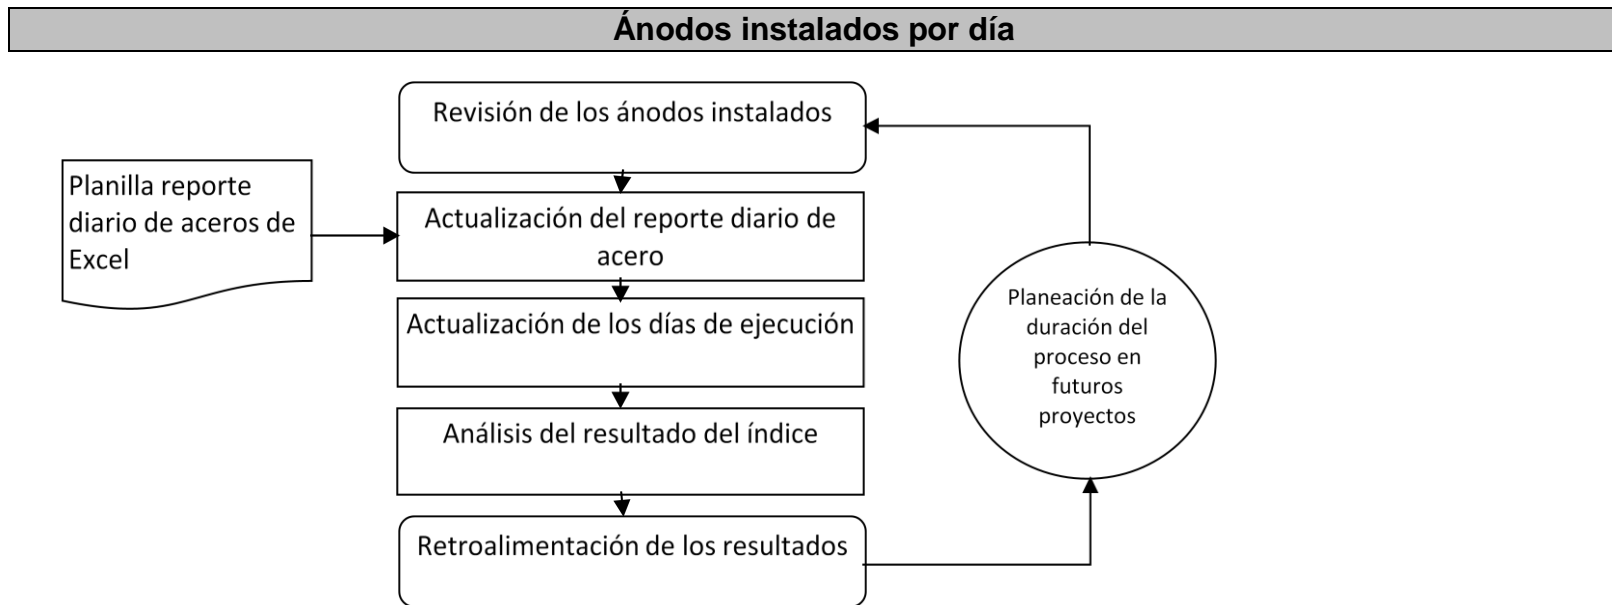 Ánodos instalados por día
Revisión de los ánodos instalados
Planilla reporte
diario de aceros de
Excel
Actualización del reporte diario de
acero
Actualización de los días de ejecución
Análisis del resultado del índice
Retroalimentación de los resultados
Planeación de la
duración del
proceso en
futuros
proyectos